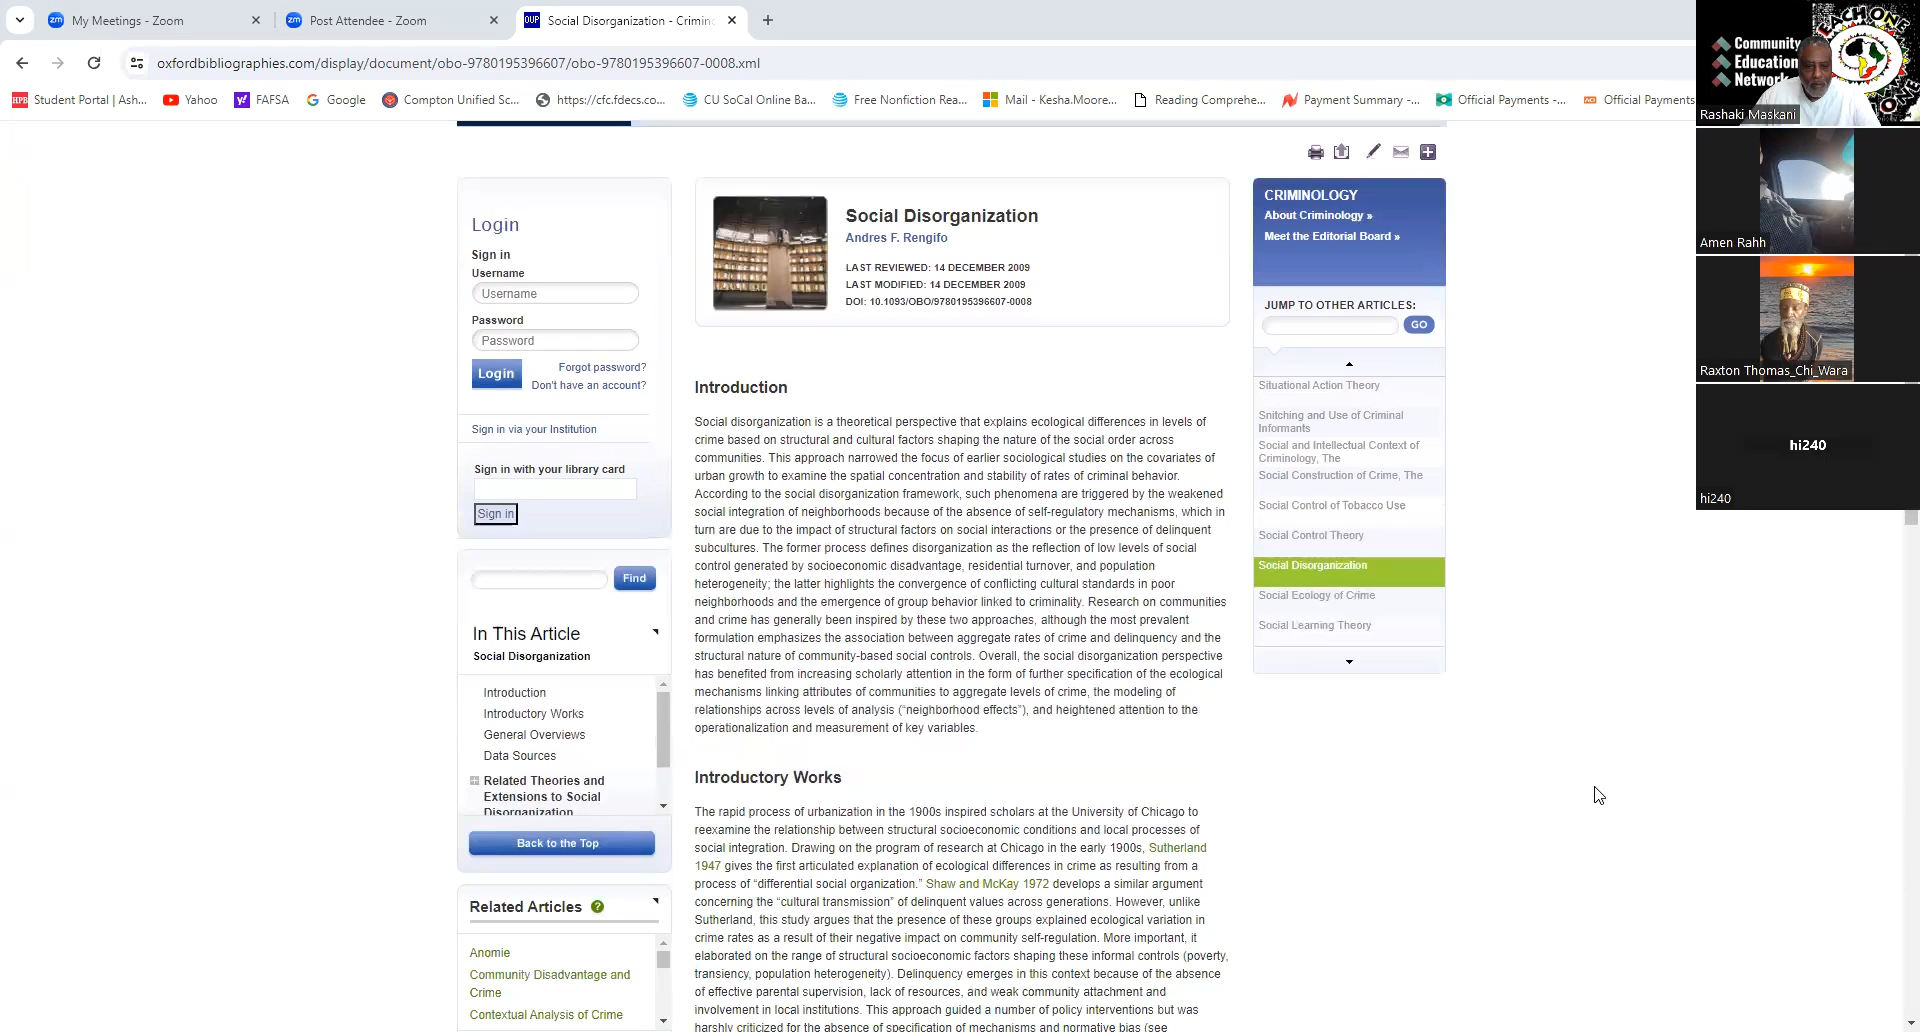 My Meetings - Zoom
Post Attendee - Zoom
OUP
Social Disorganization - Crimin
oxfordbibliographies.com/display/document/obo-9780195396607/obo-9780195396607-0008.xml
Student Portal | Ash...
Yahoo
FAFSA
Google
Compton Unified Sc...
https://cfc.fdecs.co...
CU SoCal Online Ba...
Free Nonfiction Rea...
Mail - Kesha.Moore...
Reading Comprehe...
Payment Summary -...
Official Payments -...
Official Payments
Login
Sign in
Username
Username
Password
Password
Login
Forgot password?
Don't have an account?
Sign in via your Institution
Sign in with your library card
Sign in
Find
In This Article
Social Disorganization
Introduction
Introductory Works
General Overviews
Data Sources
Related Theories and
Extensions to Social
Disorganization
Back to the Top
Related Articles
Anomie
Community Disadvantage and
Crime
Contextual Analysis of Crime
Social Disorganization
Andres F. Rengifo
LAST REVIEWED: 14 DECEMBER 2009
LAST MODIFIED: 14 DECEMBER 2009
DOI: 10.1093/OBO/9780195396607-0008
Introduction
Social disorganization is a theoretical perspective that explains ecological differences in levels of
crime based on structural and cultural factors shaping the nature of the social order across
communities. This approach narrowed the focus of earlier sociological studies on the covariates of
urban growth to examine the spatial concentration and stability of rates of criminal behavior.
According to the social disorganization framework, such phenomena are triggered by the weakened
social integration of neighborhoods because of the absence of self-regulatory mechanisms, which in
turn are due to the impact of structural factors on social interactions or the presence of delinquent
subcultures. The former process defines disorganization as the reflection of low levels of social
control generated by socioeconomic disadvantage, residential turnover, and population
heterogeneity; the latter highlights the convergence of conflicting cultural standards in poor
neighborhoods and the emergence of group behavior linked to criminality. Research on communities
and crime has generally been inspired by these two approaches, although the most prevalent
formulation emphasizes the association between aggregate rates of crime and delinquency and the
structural nature of community-based social controls. Overall, the social disorganization perspective
has benefited from increasing scholarly attention in the form of further specification of the ecological
mechanisms linking attributes of communities to aggregate levels of crime, the modeling of
relationships across levels of analysis (“neighborhood effects”), and heightened attention to the
operationalization and measurement of key variables.
Introductory Works
The rapid process of urbanization in the 1900s inspired scholars at the University of Chicago to
reexamine the relationship between structural socioeconomic conditions and local processes of
social integration. Drawing on the program of research at Chicago in the early 1900s, Sutherland
1947 gives the first articulated explanation of ecological differences in crime as resulting from a
process of “differential social organization.” Shaw and McKay 1972 develops a similar argument
concerning the “cultural transmission” of delinquent values across generations. However, unlike
Sutherland, this study argues that the presence of these groups explained ecological variation in
crime rates as a result of their negative impact on community self-regulation. More important, it
elaborated on the range of structural socioeconomic factors shaping these informal controls (poverty,
transiency, population heterogeneity). Delinquency emerges in this context because of the absence
of effective parental supervision, lack of resources, and weak community attachment and
involvement in local institutions. This approach guided a number of policy interventions but was
harshly criticized for the absence of specification of mechanisms and normative bias (see
CRIMINOLOGY
About Criminology »
Meet the Editorial Board »
JUMP TO OTHER ARTICLES:
GO
Situational Action Theory
Snitching and Use of Criminal
Informants
Social and Intellectual Context of
Criminology, The
Social Construction of Crime, The
Social Control of Tobacco Use
Social Control Theory
Social Disorganization
Social Ecology of Crime
Social Learning Theory
Community
Education
Network
EACH ONE
Rashaki Maskani
Amen Rahh
Raxton Thomas_Chi_Wara
hi240
hi240